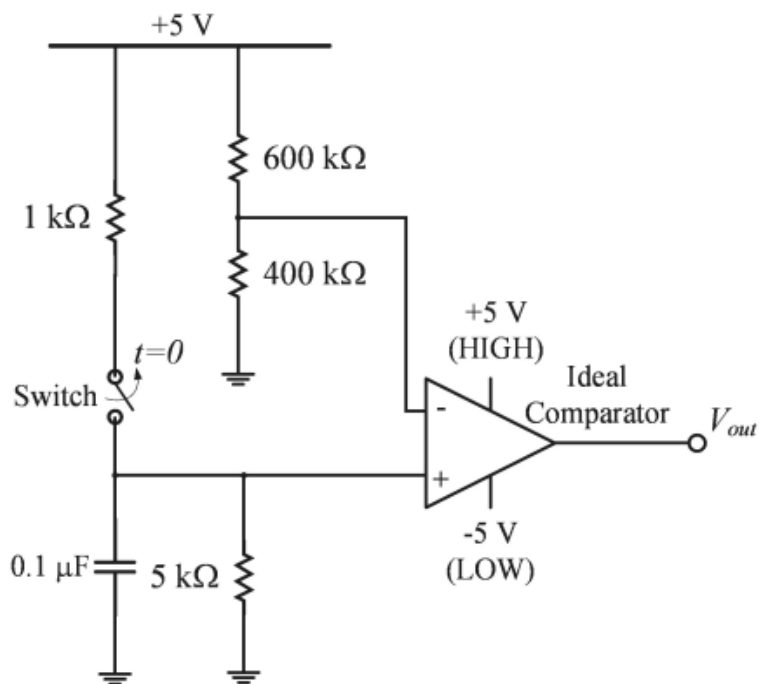 +5 V
600 kΩ
1 kΩ
400 kΩ
t=0
Switch
+5 V
(HIGH)
Ideal
Comparator
-
+
V_out
-5 V
(LOW)
0.1 μF
5 kΩ